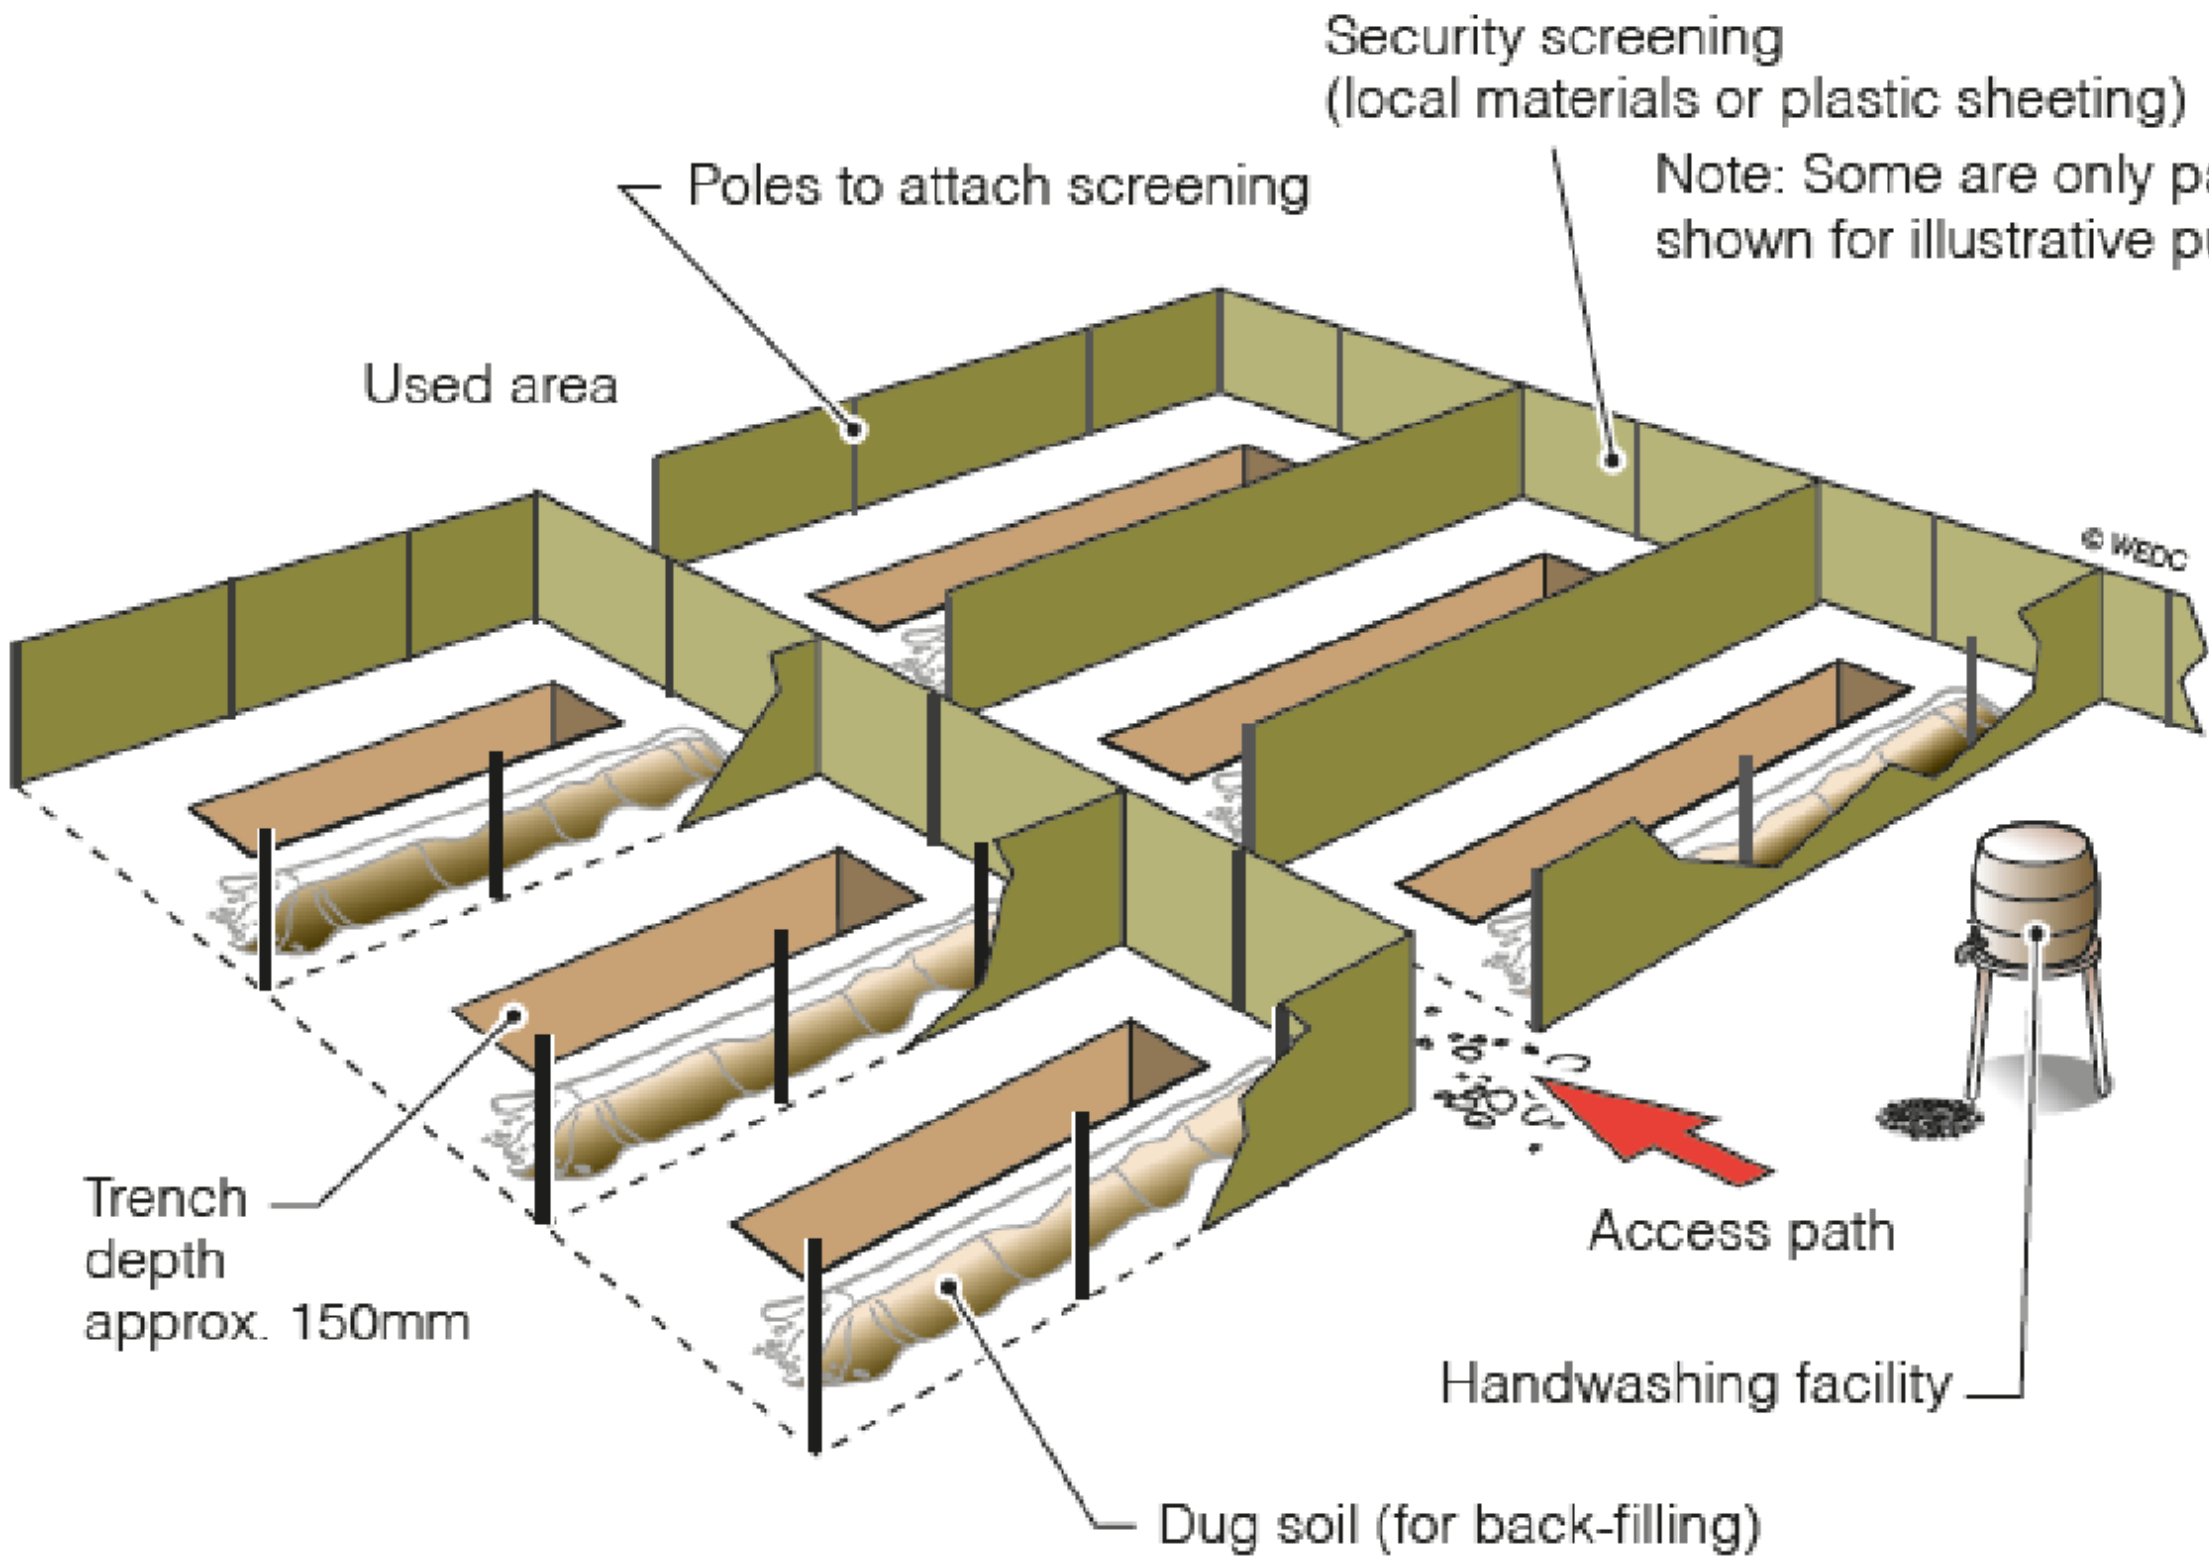 Security screening
(local materials or plastic sheeting)
Note: Some are only
shown for illustrative
Poles to attach screening
Used area
© WEDC
Trench
depth
approx. 150mm
Access path
Handwashing facility
Dug soil (for back-filling)